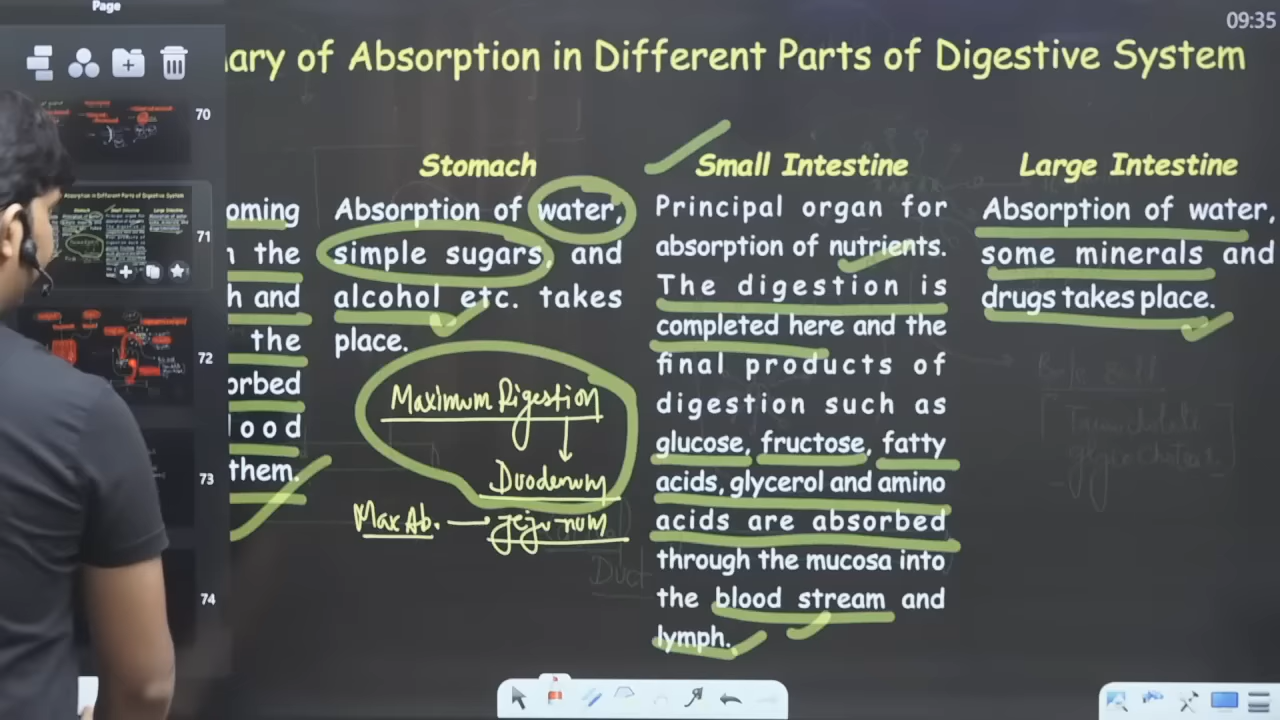 Page
09:35
ary of Absorption in Different Parts of Digestive System
70
71
72
73
74
oming
the
h and
the
orbed
lood
them.
Stomach
Absorption of water,
simple sugars, and
alcohol etc. takes
place.
Maximum Digestion
Duodenum
Max Ab. — jejunum
Duct
Small Intestine
Principal organ for
absorption of nutrients.
The digestion is
completed here and the
final products of
digestion such as
glucose, fructose, fatty
acids, glycerol and amino
acids are absorbed
through the mucosa into
the blood stream and
lymph.
Large Intestine
Absorption of water,
some minerals and
drugs takes place.